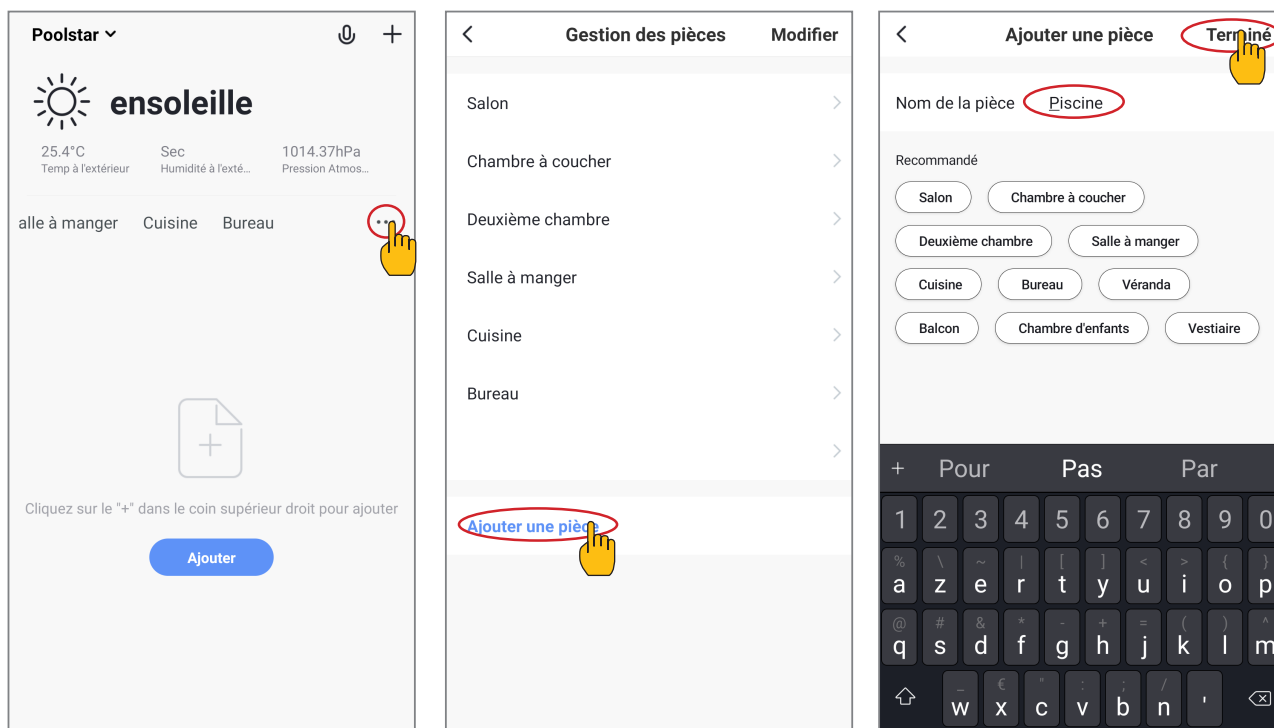 Poolstar
ensoleille
25.4°C Sec 1014.37hPa
Temp à l'extérieur Humidité à l'exté... Pression Atmos...
alle à manger Cuisine Bureau ...
Cliquez sur le "+" dans le coin supérieur droit pour ajouter
Ajouter
Gestion des pièces Modifier
Salon
Chambre à coucher
Deuxième chambre
Salle à manger
Cuisine
Bureau
Ajouter une pièce
Ajouter une pièce Terminé
Nom de la pièce Piscine
Recommandé
Salon Chambre à coucher
Deuxième chambre Salle à manger
Cuisine Bureau Véranda
Balcon Chambre d'enfants Vestiaire
+ Pour Pas Par
1 2 3 4 5 6 7 8 9 0
% \ ~ | [ ] < > { }
a z e r t y u i o p
@ # & * - + = ( ) ^
q s d f g h j k l m
_ € " : ; /
w x c v b n '